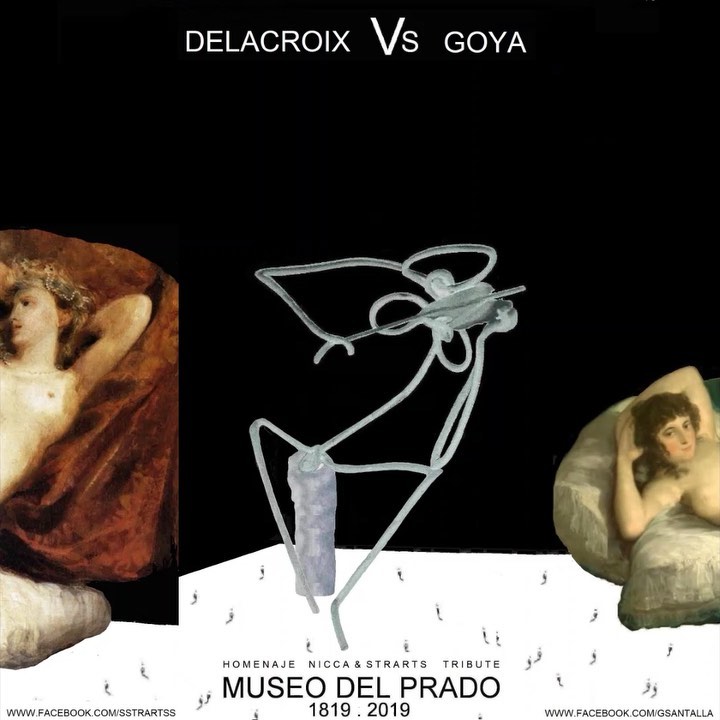 DELACROIX Vs GOYA
HOMENAJE NICCA & STRARTS TRIBUTE
MUSEO DEL PRADO
1819 . 2019
WWW.FACEBOOK.COM/SSTRARTSS
WWW.FACEBOOK.COM/GSANTALLA